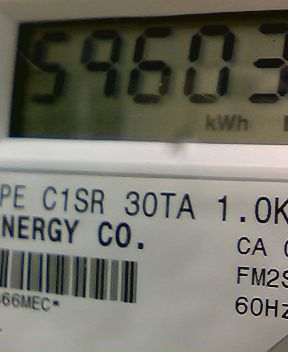 59603
kWh
PE C1SR 30TA 1.0K
NERGY CO.
CA
FM2S
66MEC*
60Hz